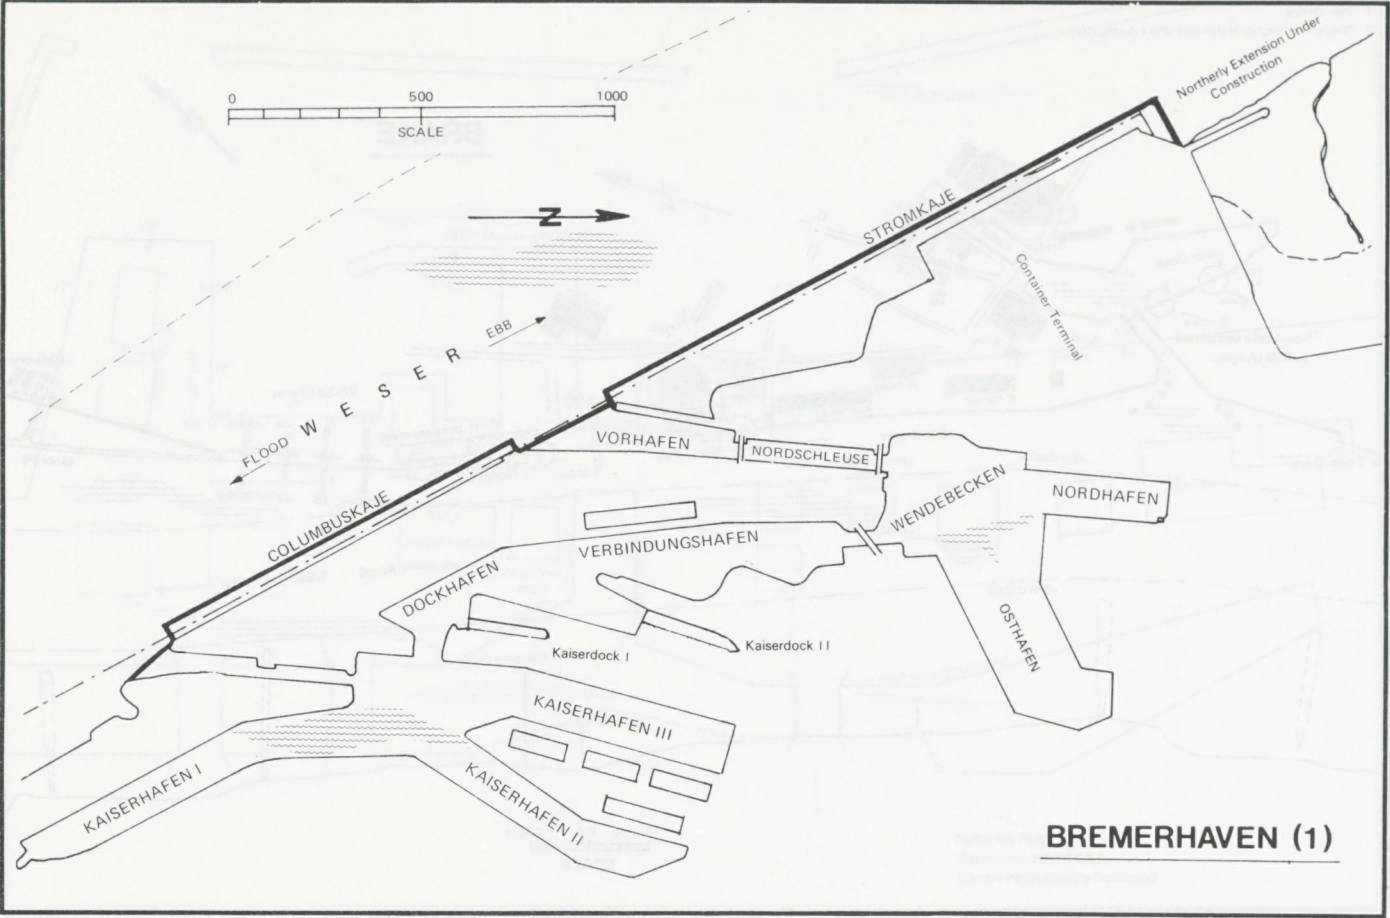 Northerly Extension Under
Construction
0 500 1000
SCALE
N
STROMKAJE
Container Terminal
EBB
WESER
FLOOD
VORHAFEN
NORDSCHLEUSE
WENDEBECKEN
NORDHAFEN
COLUMBUSKAJE
VERBINDUNGSHAFEN
DOCKHAFEN
OSTHAFEN
Kaiserdock I
Kaiserdock II
KAISERHAFEN III
KAISERHAFEN I
KAISERHAFEN II
BREMERHAVEN (1)